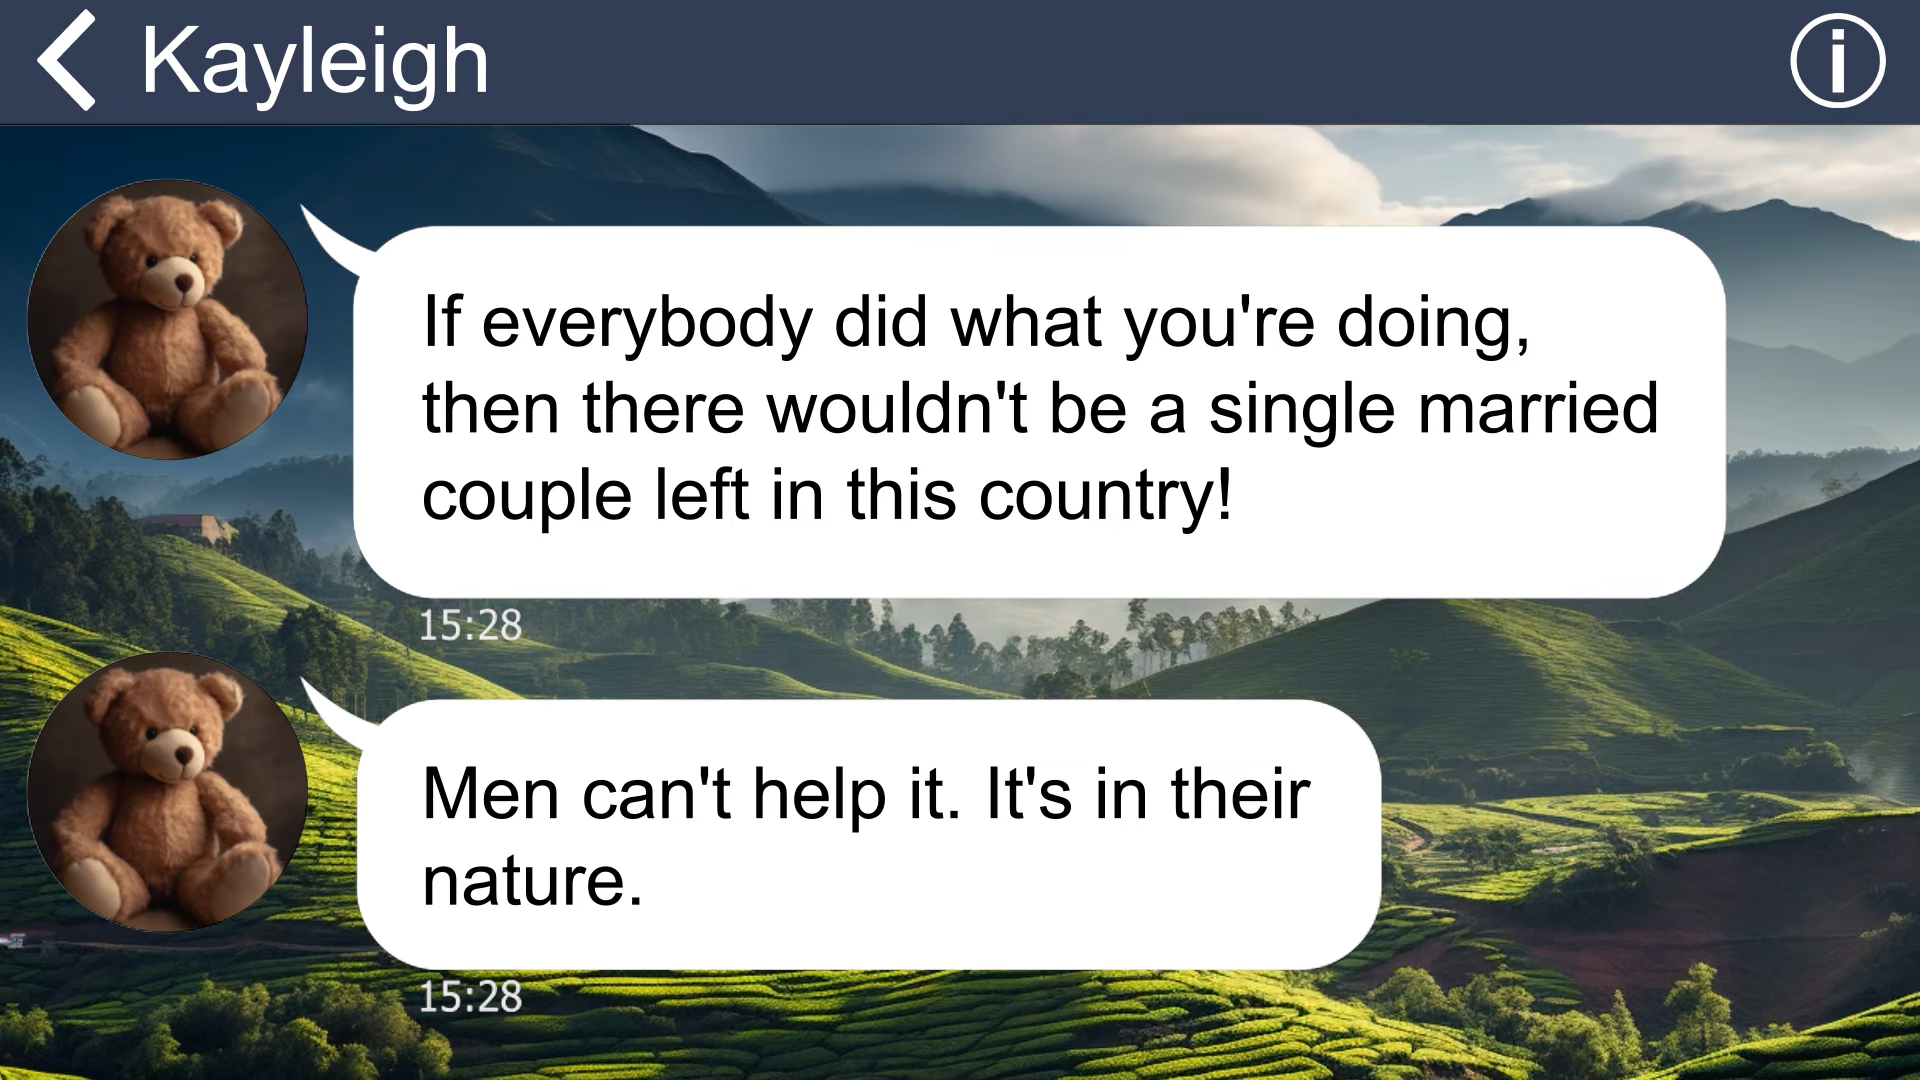 Kayleigh
If everybody did what you're doing,
then there wouldn't be a single married
couple left in this country!
15:28
Men can't help it. It's in their
nature.
15:28